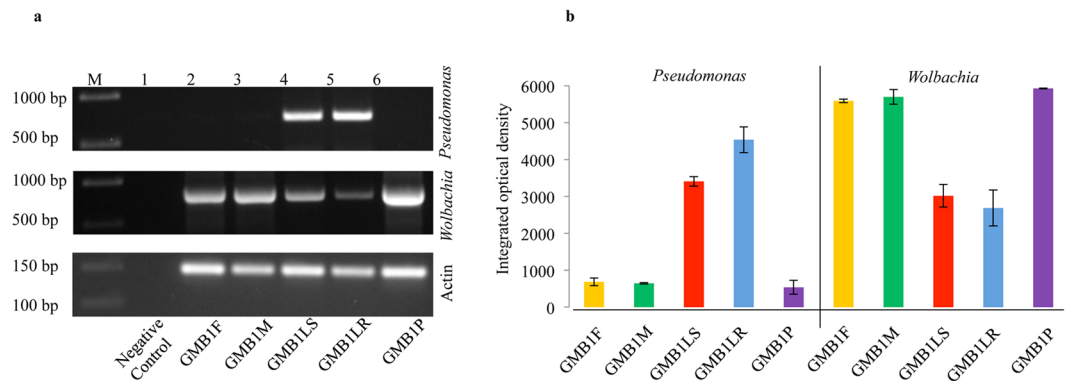 a
M 1 2 3 4 5 6
1000 bp
500 bp
Pseudomonas
1000 bp
500 bp
Wolbachia
150 bp
100 bp
Actin
Negative
Control
GMB1F
GMB1M
GMB1LS
GMB1LR
GMB1P
b
Pseudomonas
Wolbachia
Integrated optical density
6000
5000
4000
3000
2000
1000
0
GMB1F
GMB1M
GMB1LS
GMB1LR
GMB1P
GMB1F
GMB1M
GMB1LS
GMB1LR
GMB1P